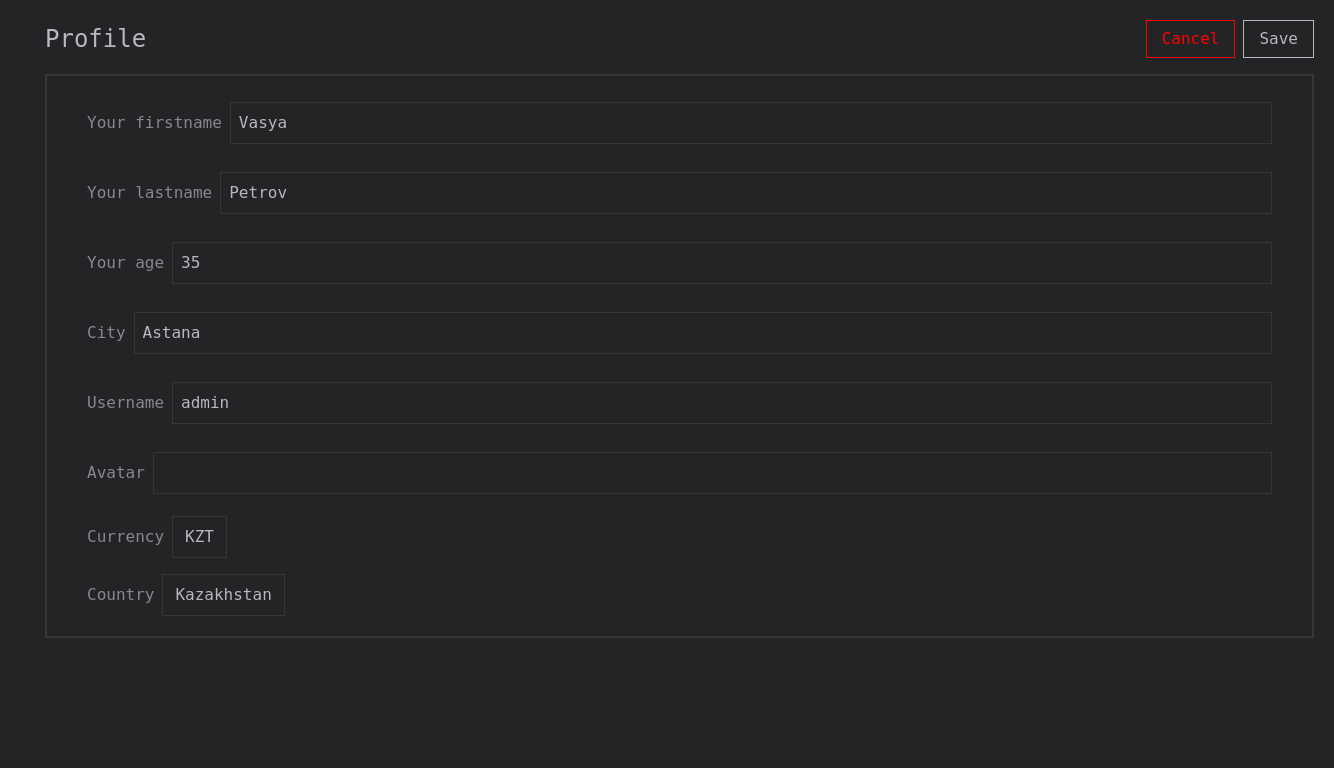 Profile Cancel Save
Your firstname Vasya
Your lastname Petrov
Your age 35
City Astana
Username admin
Avatar
Currency KZT
Country Kazakhstan